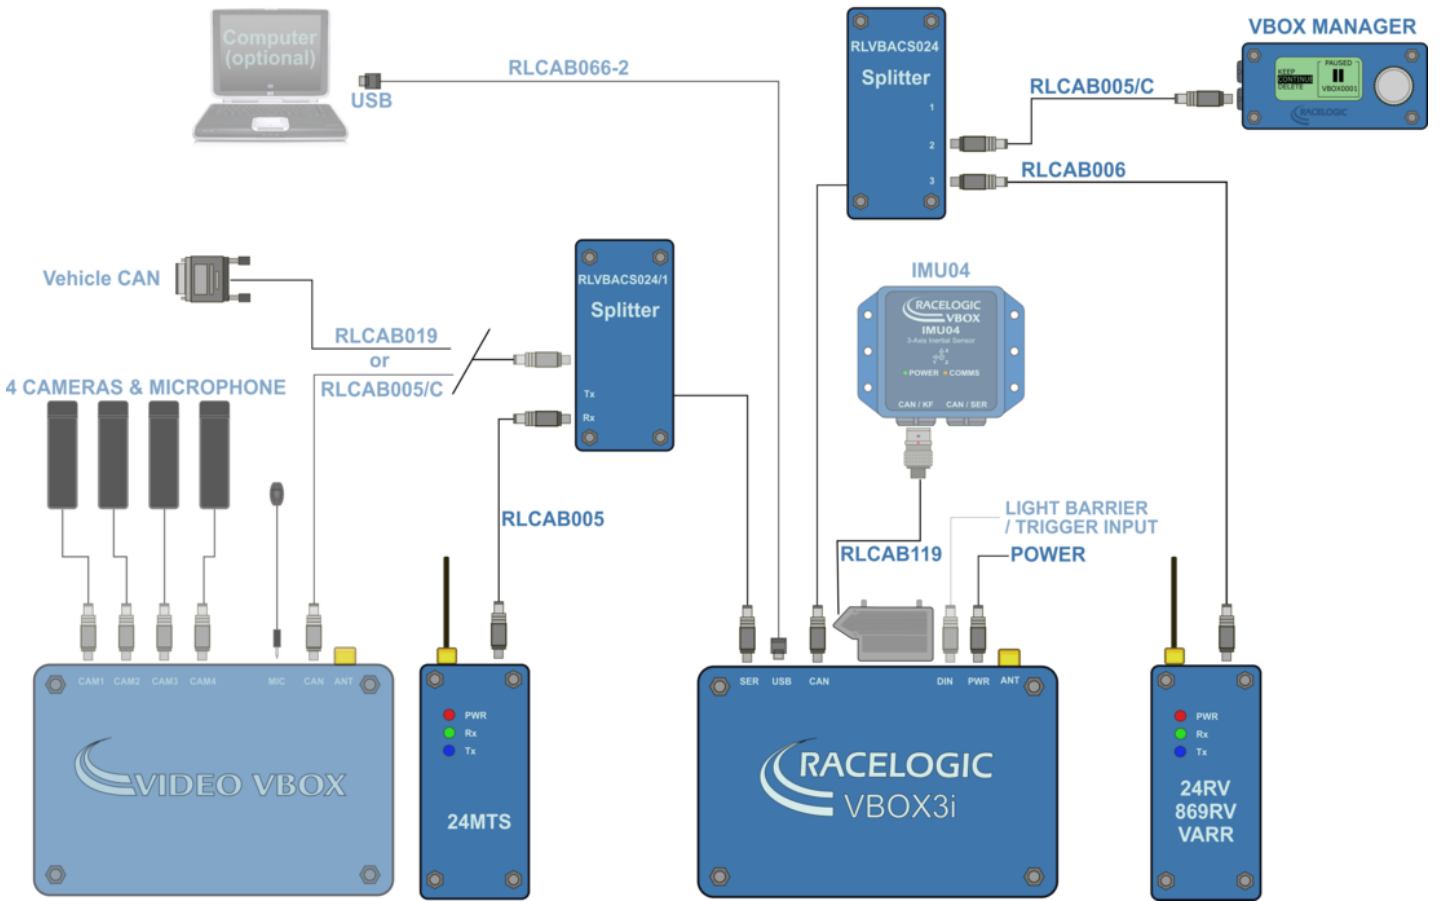 Computer
(optional)
RLCAB066-2
USB
RLVBACS024
Splitter
1
2
3
VBOX MANAGER
KEEP
CONTINUE
DELETE
PAUSED
VBOX0001
RACELOGIC
RLCAB005/C
RLCAB006
Vehicle CAN
RLCAB019
or
RLCAB005/C
RLVBACS024/1
Splitter
Tx
Rx
IMU04
RACELOGIC
VBOX
IMU04
3-Axis Inertial Sensor
X
Y
Z
POWER
COMMS
CAN / KF
CAN / SER
4 CAMERAS & MICROPHONE
RLCAB005
RLCAB119
LIGHT BARRIER
/ TRIGGER INPUT
POWER
CAM1 CAM2 CAM3 CAM4 MIC CAN ANT
VIDEO VBOX
PWR
Rx
Tx
24MTS
SER USB CAN DIN PWR ANT
RACELOGIC
VBOX3i
PWR
Rx
Tx
24RV
869RV
VARR